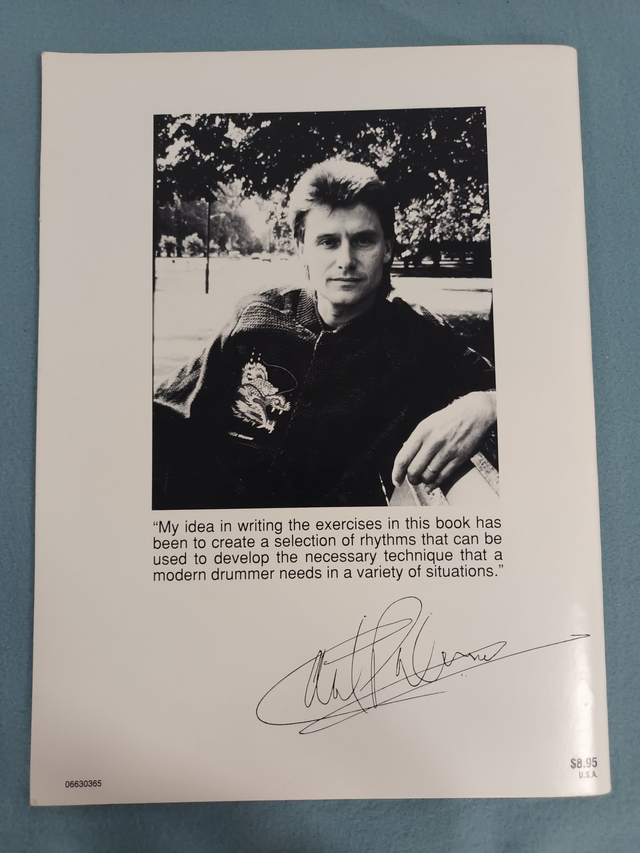 “My idea in writing the exercises in this book has
been to create a selection of rhythms that can be
used to develop the necessary technique that a
modern drummer needs in a variety of situations.”
$8.95
U.S.A.
06630365